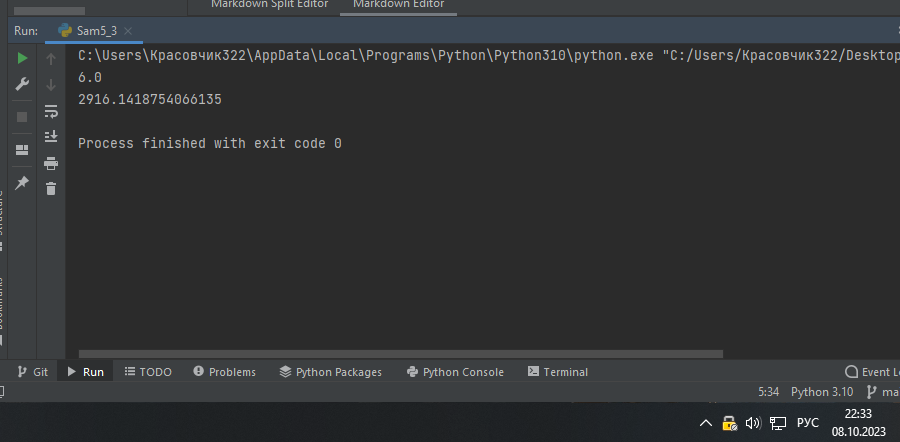 Markdown Split Editor Markdown Editor
Run: Sam5_3
C:\Users\Красовчик322\AppData\Local\Programs\Python\Python310\python.exe "C:/Users/Красовчик322/Desktop
6.0
2916.1418754066135
Process finished with exit code 0
Git Run TODO Problems Python Packages Python Console Terminal Event L
5:34 Python 3.10 ma
РУС
22:33
08.10.2023